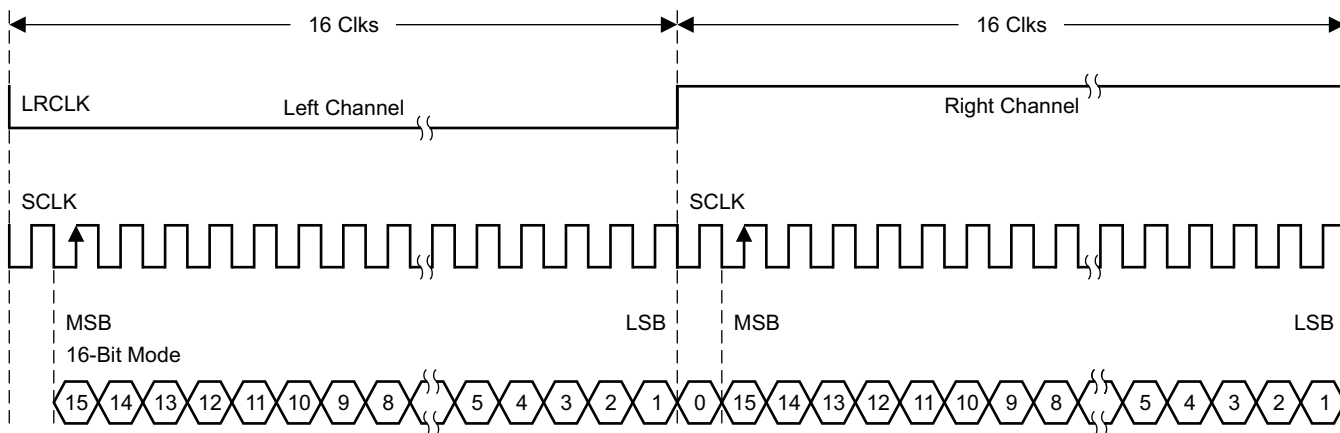 16 Clks 16 Clks
LRCLK Left Channel Right Channel
SCLK SCLK
MSB LSB MSB LSB
16-Bit Mode
15 14 13 12 11 10 9 8 5 4 3 2 1 0 15 14 13 12 11 10 9 8 5 4 3 2 1